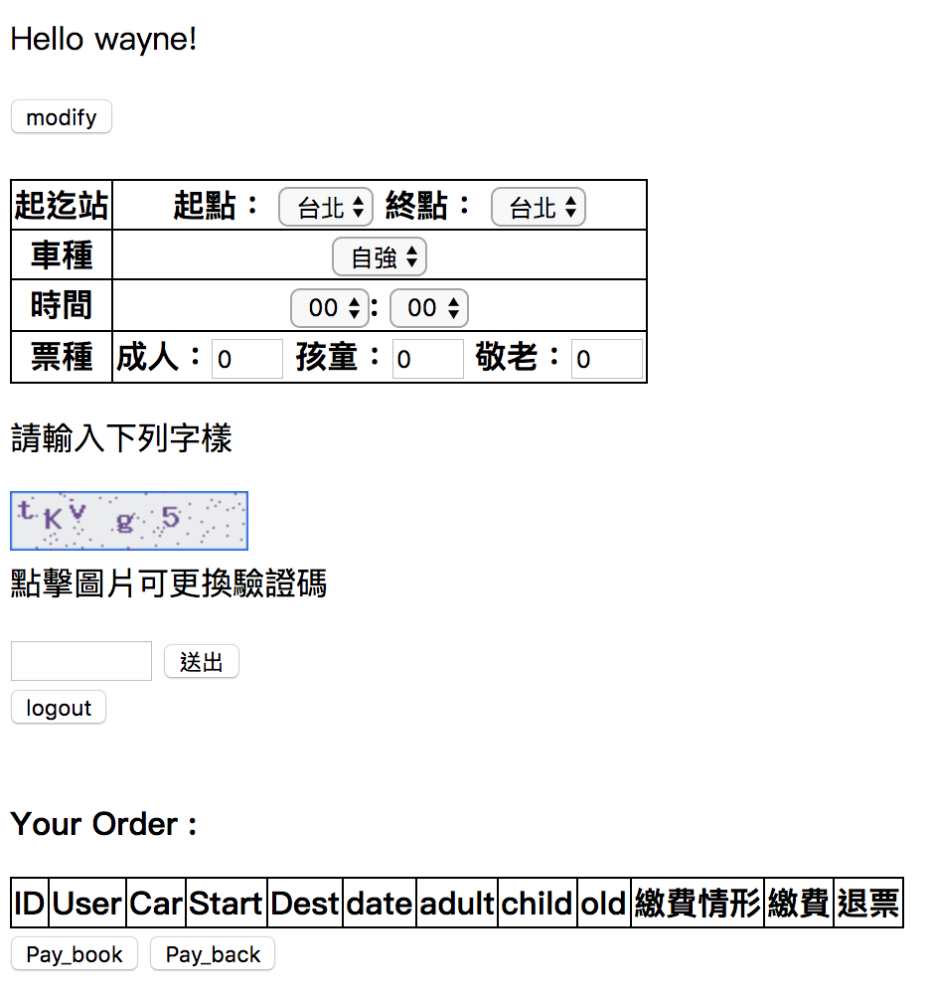 Hello wayne!
modify
起迄站 起點： 台北 終點： 台北
車種 自強
時間 00 : 00
票種 成人：0 孩童：0 敬老：0
請輸入下列字樣
tKV g5
點擊圖片可更換驗證碼
送出
logout
Your Order :
ID User Car Start Dest date adult child old 繳費情形 繳費 退票
Pay_book Pay_back